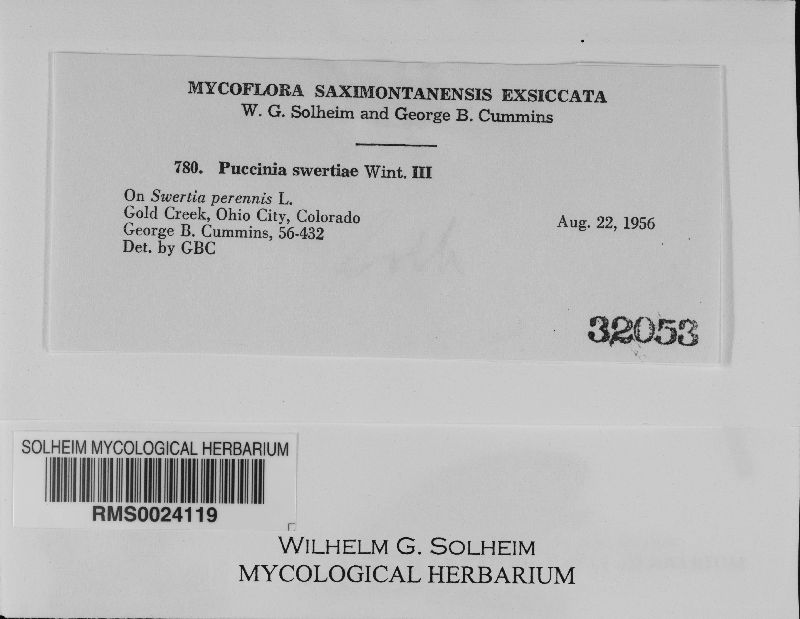 MYCOFLORA SAXIMONTANENSIS EXSICCATA
W. G. Solheim and George B. Cummins
780. Puccinia swertiae Wint. III
On Swertia perennis L.
Gold Creek, Ohio City, Colorado
Aug. 22, 1956
George B. Cummins, 56-432
Det. by GBC
32053
SOLHEIM MYCOLOGICAL HERBARIUM
RMS0024119
WILHELM G. SOLHEIM
MYCOLOGICAL HERBARIUM